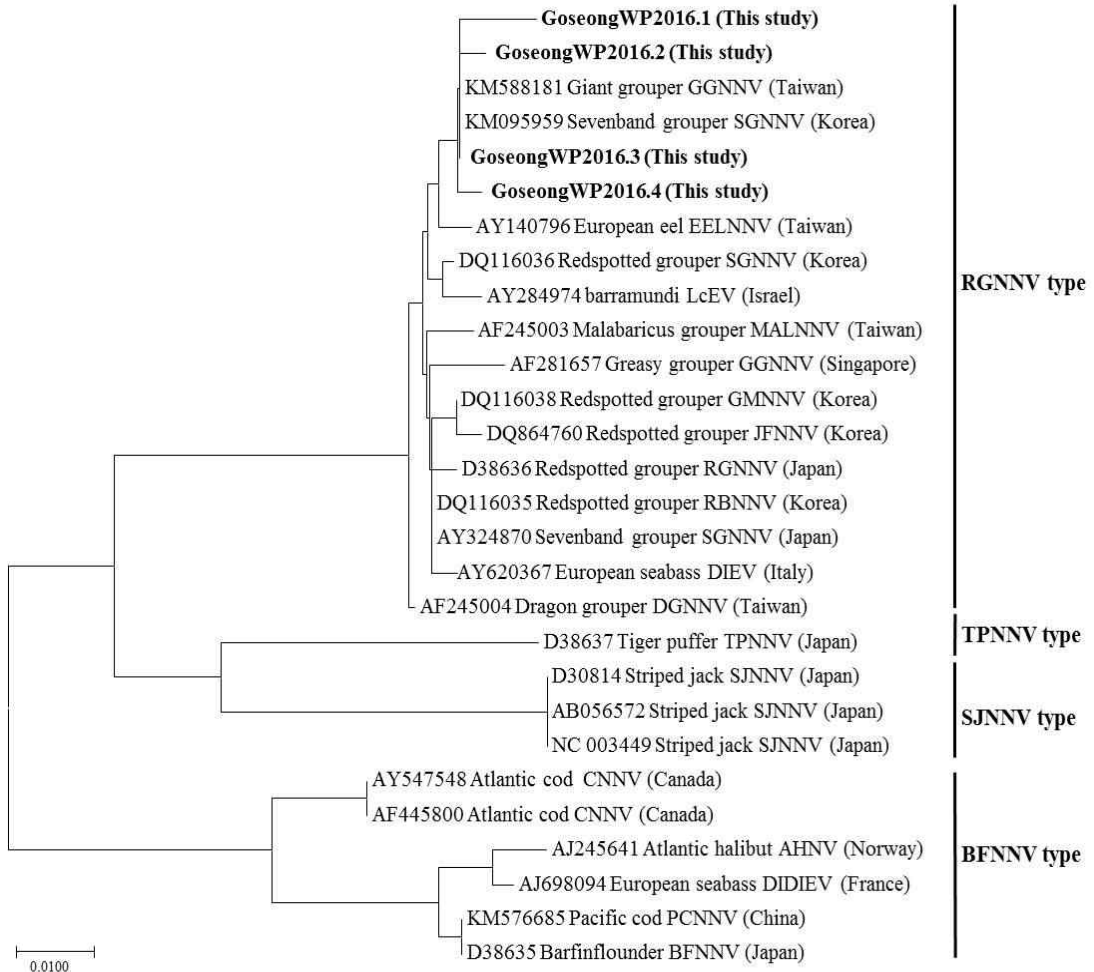 GoseongWP2016.1 (This study)
GoseongWP2016.2 (This study)
KM588181 Giant grouper GGNNV (Taiwan)
KM095959 Sevenband grouper SGNNV (Korea)
GoseongWP2016.3 (This study)
GoseongWP2016.4 (This study)
AY140796 European eel EELNNV (Taiwan)
DQ116036 Redspotted grouper SGNNV (Korea)
AY284974 barramundi LcEV (Israel)
AF245003 Malabaricus grouper MALNNV (Taiwan)
AF281657 Greasy grouper GGNNV (Singapore)
DQ116038 Redspotted grouper GMNNV (Korea)
DQ864760 Redspotted grouper JFNNV (Korea)
D38636 Redspotted grouper RGNNV (Japan)
DQ116035 Redspotted grouper RBNNV (Korea)
AY324870 Sevenband grouper SGNNV (Japan)
AY620367 European seabass DIEV (Italy)
AF245004 Dragon grouper DGNNV (Taiwan)
RGNNV type
D38637 Tiger puffer TPNNV (Japan)
TPNNV type
D30814 Striped jack SJNNV (Japan)
AB056572 Striped jack SJNNV (Japan)
NC 003449 Striped jack SJNNV (Japan)
SJNNV type
AY547548 Atlantic cod CNNV (Canada)
AF445800 Atlantic cod CNNV (Canada)
AJ245641 Atlantic halibut AHNV (Norway)
AJ698094 European seabass DIDIEV (France)
KM576685 Pacific cod PCNNV (China)
D38635 Barfinflounder BFNNV (Japan)
BFNNV type
0.0100